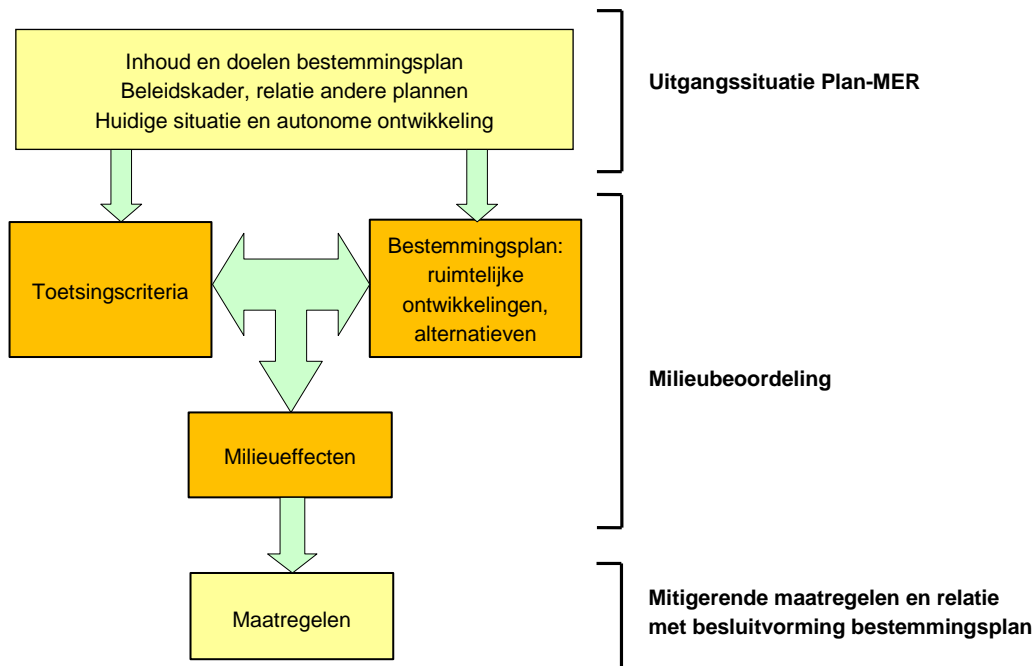 Inhoud en doelen bestemmingsplan
Beleidskader, relatie andere plannen
Huidige situatie en autonome ontwikkeling
Uitgangssituatie Plan-MER
Toetsingscriteria
Bestemmingsplan:
ruimtelijke
ontwikkelingen,
alternatieven
Milieubeoordeling
Milieueffecten
Maatregelen
Mitigerende maatregelen en relatie
met besluitvorming bestemmingsplan